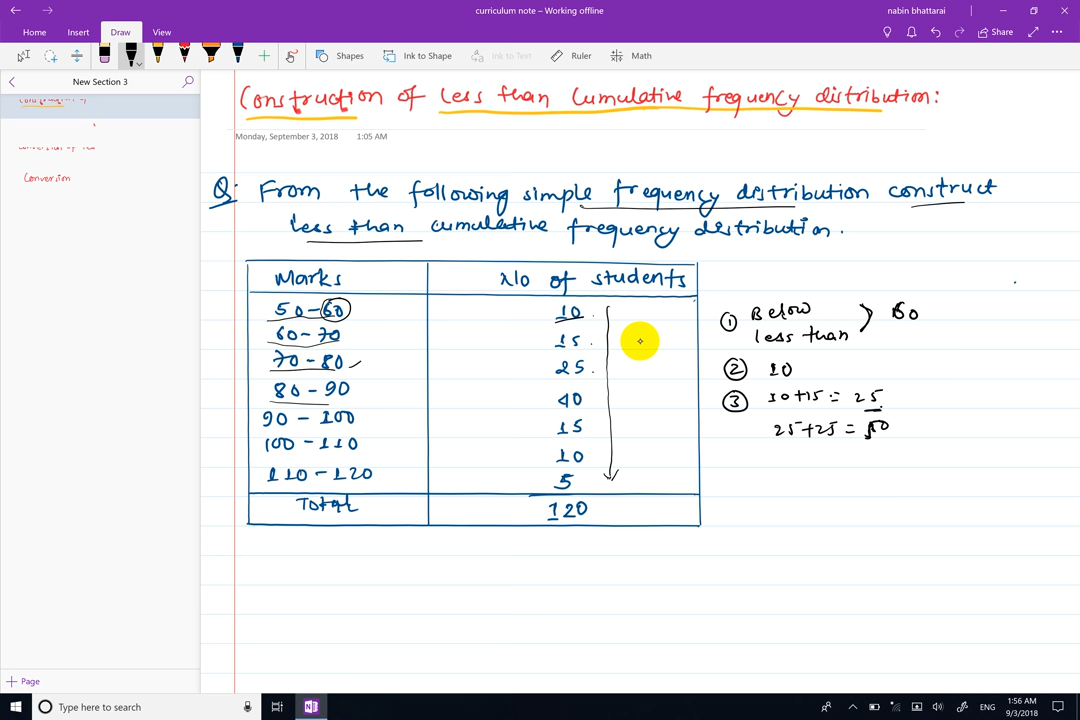 curriculum note – Working offline
nabin bhattarai
Home Insert Draw View
Share
Shapes Ink to Shape Ink to Text Ruler Math
New Section 3
Conversion
Page
Construction of less than cumulative frequency distribution:
Monday, September 3, 2018 1:05 AM
Q: From the following simple frequency distribution construct
less than cumulative frequency distribution.
Marks No of students
50-60 10
60-70 15
70-80 25
80-90 40
90-100 15
100-110 10
110-120 5
Total 120
① Below
less than > 60
② 10
③ 10+15=25
25+25=50
Type here to search
1:56 AM
9/3/2018